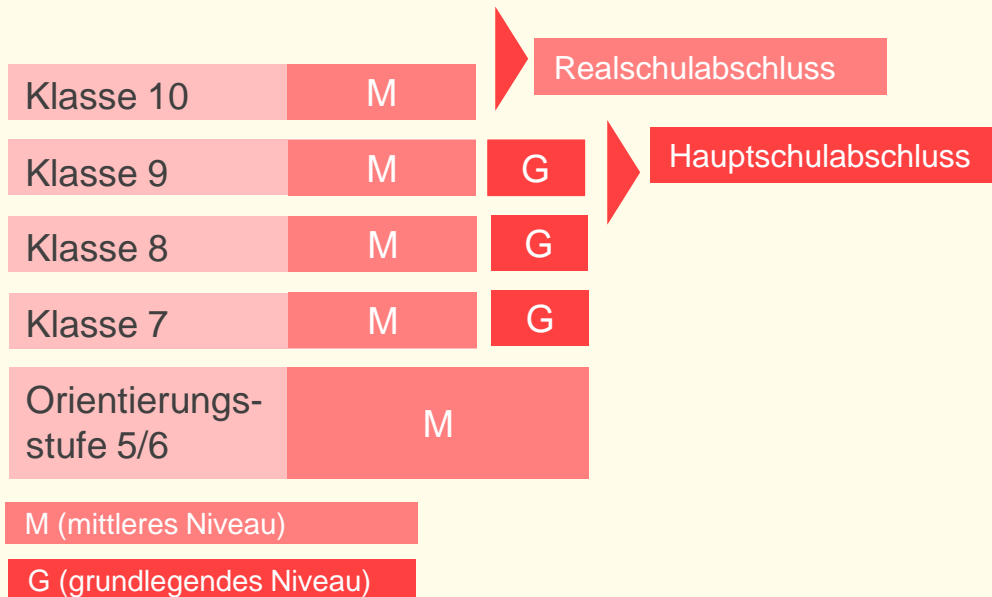 Realschulabschluss
Klasse 10 M
Hauptschulabschluss
Klasse 9 M G
Klasse 8 M G
Klasse 7 M G
Orientierungs-
stufe 5/6
M
M (mittleres Niveau)
G (grundlegendes Niveau)